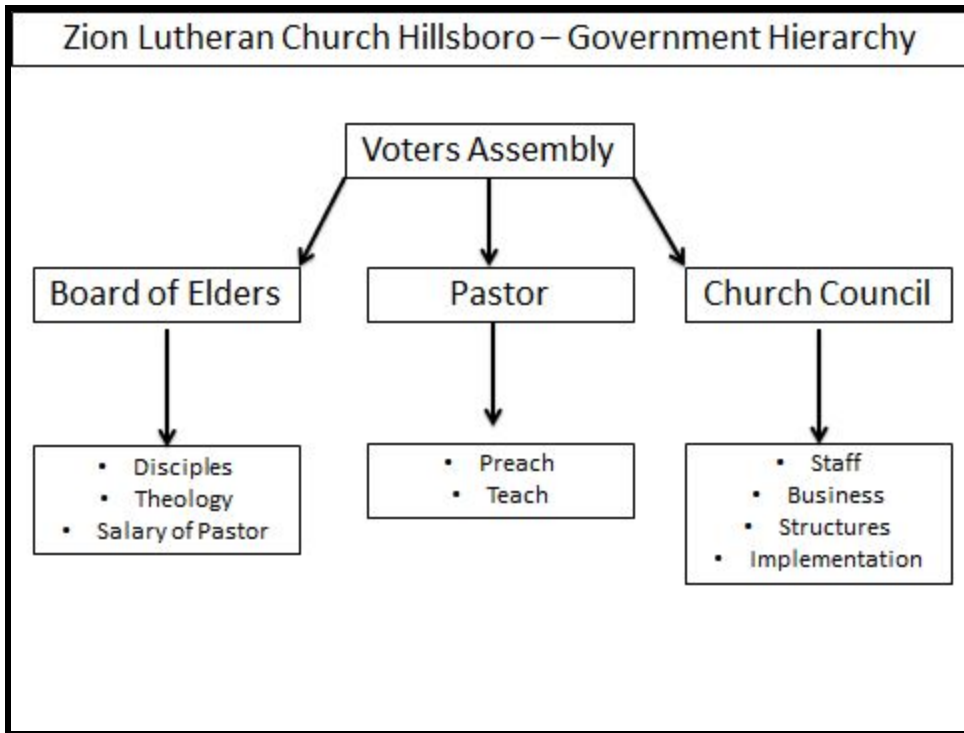 Zion Lutheran Church Hillsboro – Government Hierarchy
Voters Assembly
Board of Elders
Pastor
Church Council
• Disciples
• Theology
• Salary of Pastor
• Preach
• Teach
• Staff
• Business
• Structures
• Implementation